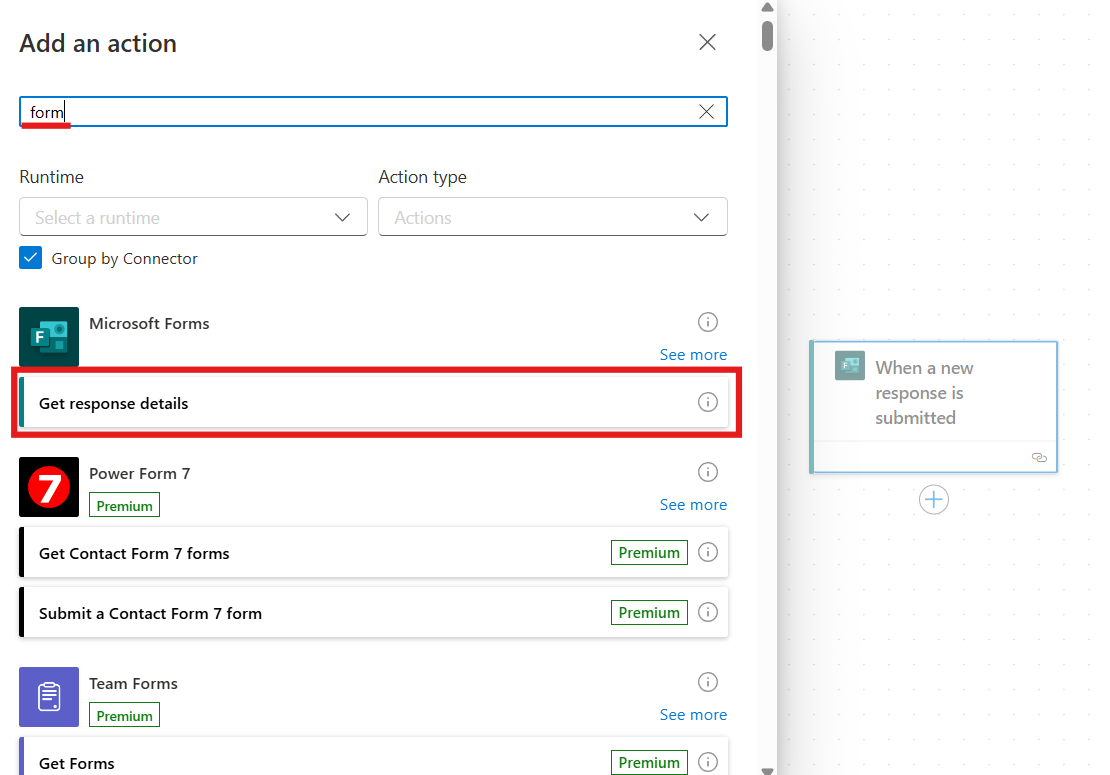 Add an action
form
Runtime
Action type
Select a runtime
Actions
Group by Connector
F
Microsoft Forms
See more
Get response details
7
Power Form 7
Premium
See more
Get Contact Form 7 forms
Premium
Submit a Contact Form 7 form
Premium
Team Forms
Premium
See more
Get Forms
Premium
F
When a new
response is
submitted